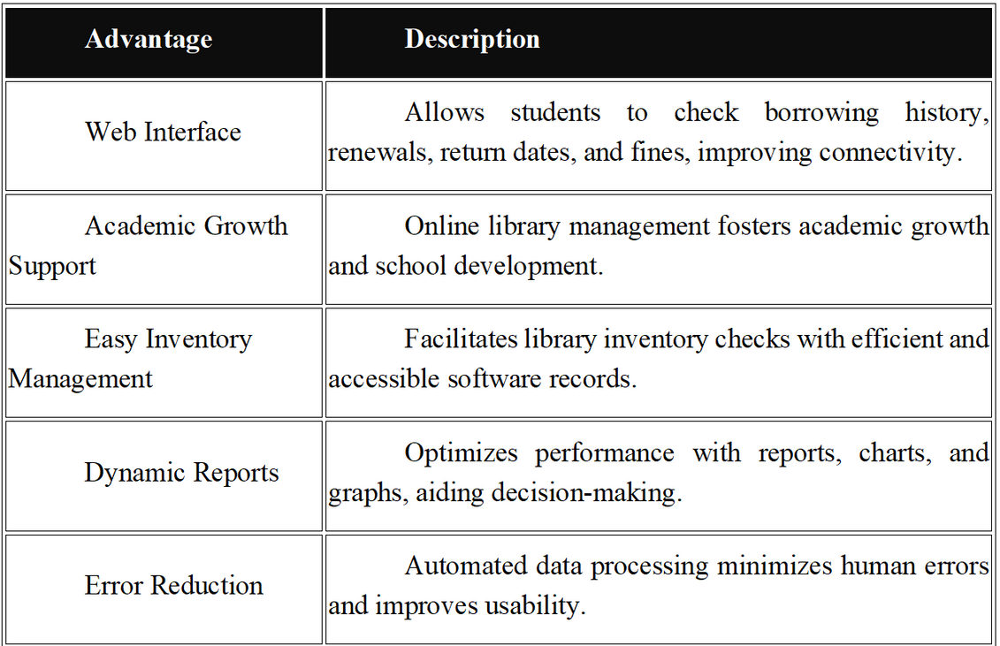 Advantage
Description
Web Interface
Allows students to check borrowing history,
renewals, return dates, and fines, improving connectivity.
Academic Growth
Support
Online library management fosters academic growth
and school development.
Easy Inventory
Management
Facilitates library inventory checks with efficient and
accessible software records.
Dynamic Reports
Optimizes performance with reports, charts, and
graphs, aiding decision-making.
Error Reduction
Automated data processing minimizes human errors
and improves usability.